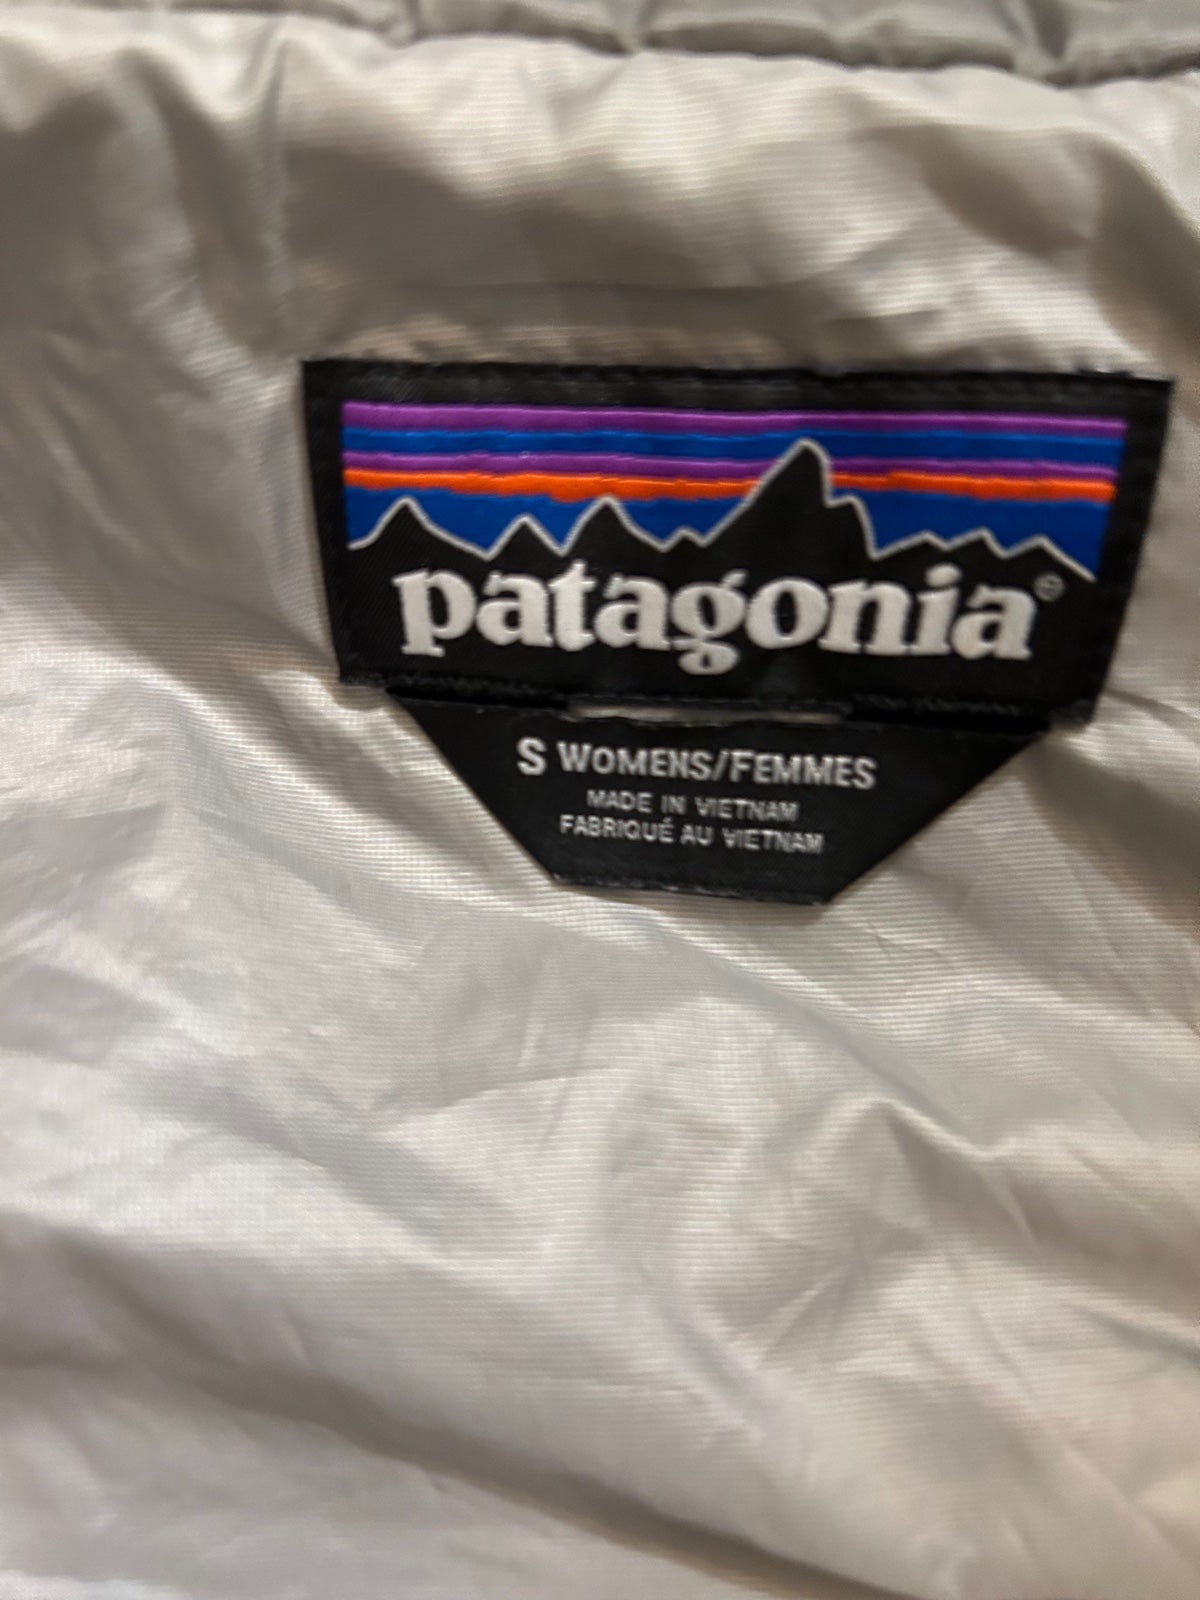 patagonia®
S WOMENS/FEMMES
MADE IN VIETNAM
FABRIQUÉ AU VIETNAM